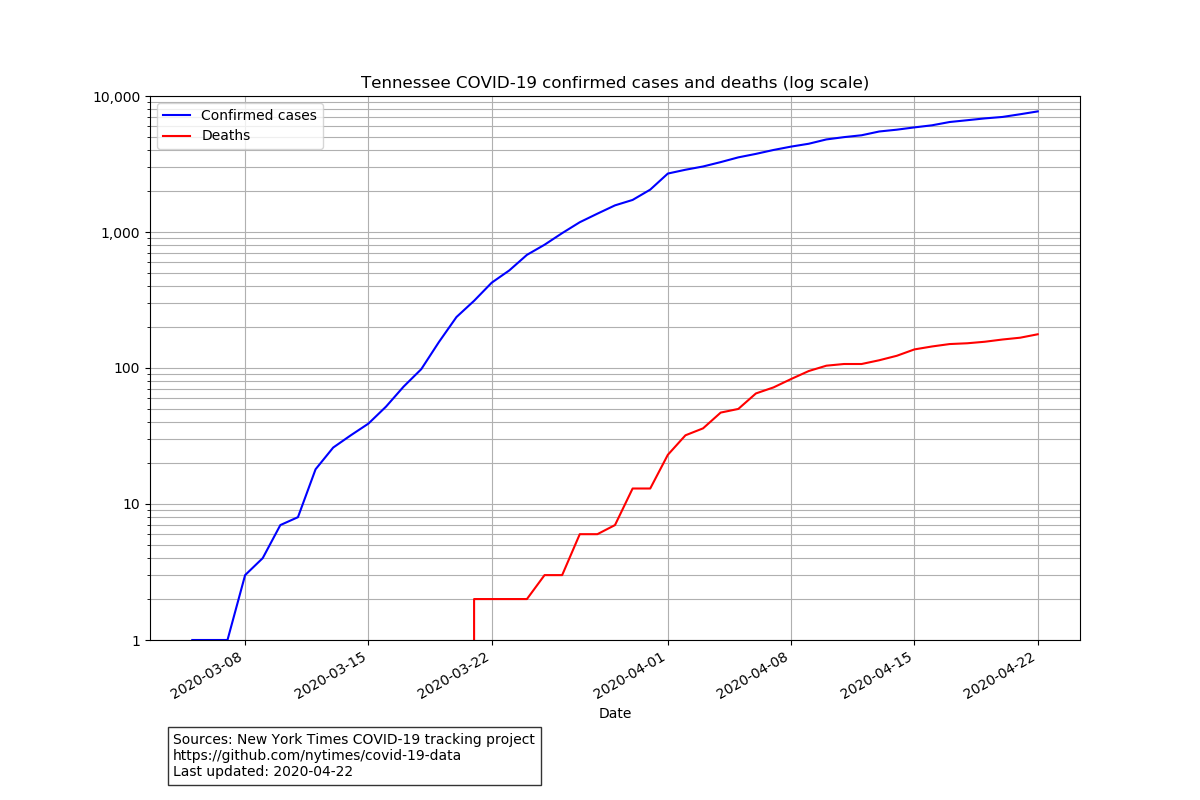 Tennessee COVID-19 confirmed cases and deaths (log scale)
10,000
1,000
100
10
1
Confirmed cases
Deaths
2020-03-08
2020-03-15
2020-03-22
2020-04-01
2020-04-08
2020-04-15
2020-04-22
Date
Sources: New York Times COVID-19 tracking project
https://github.com/nytimes/covid-19-data
Last updated: 2020-04-22